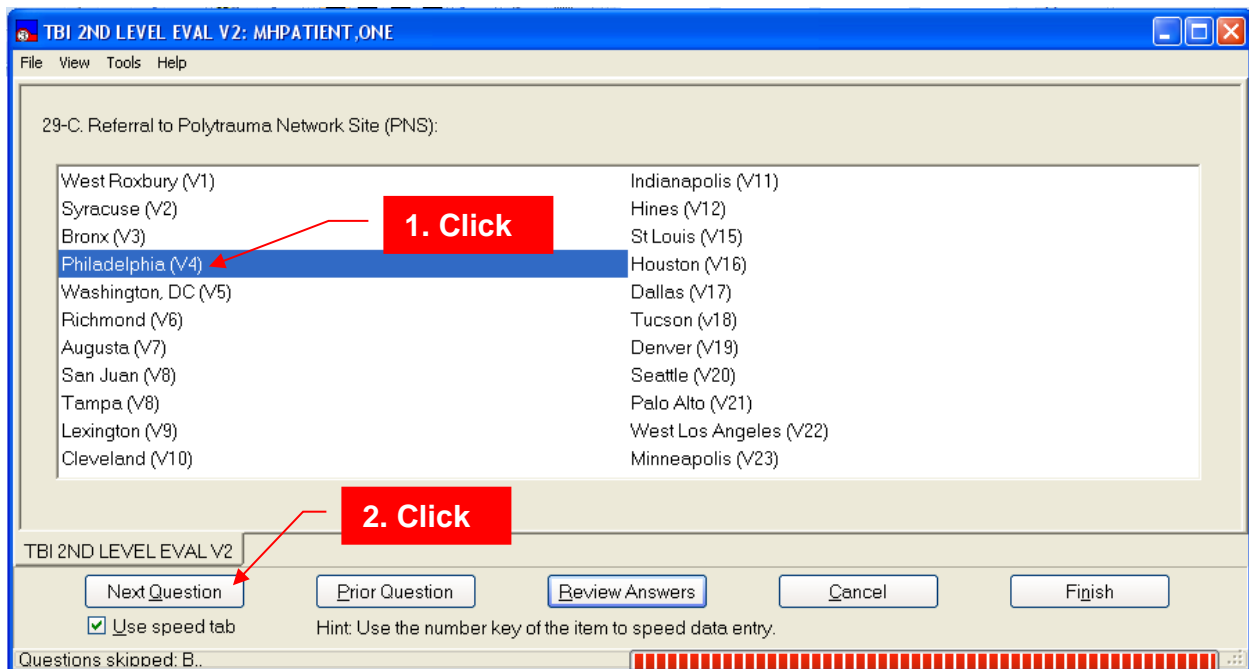 TBI 2ND LEVEL EVAL V2: MHPATIENT,ONE
File View Tools Help
29-C. Referral to Polytrauma Network Site (PNS):
West Roxbury (V1)
Syracuse (V2)
Bronx (V3)
Philadelphia (V4)
Washington, DC (V5)
Richmond (V6)
Augusta (V7)
San Juan (V8)
Tampa (V8)
Lexington (V9)
Cleveland (V10)
Indianapolis (V11)
Hines (V12)
St Louis (V15)
Houston (V16)
Dallas (V17)
Tucson (v18)
Denver (V19)
Seattle (V20)
Palo Alto (V21)
West Los Angeles (V22)
Minneapolis (V23)
1. Click
2. Click
TBI 2ND LEVEL EVAL V2
Next Question Prior Question Review Answers Cancel Finish
Use speed tab Hint: Use the number key of the item to speed data entry.
Questions skipped: B..